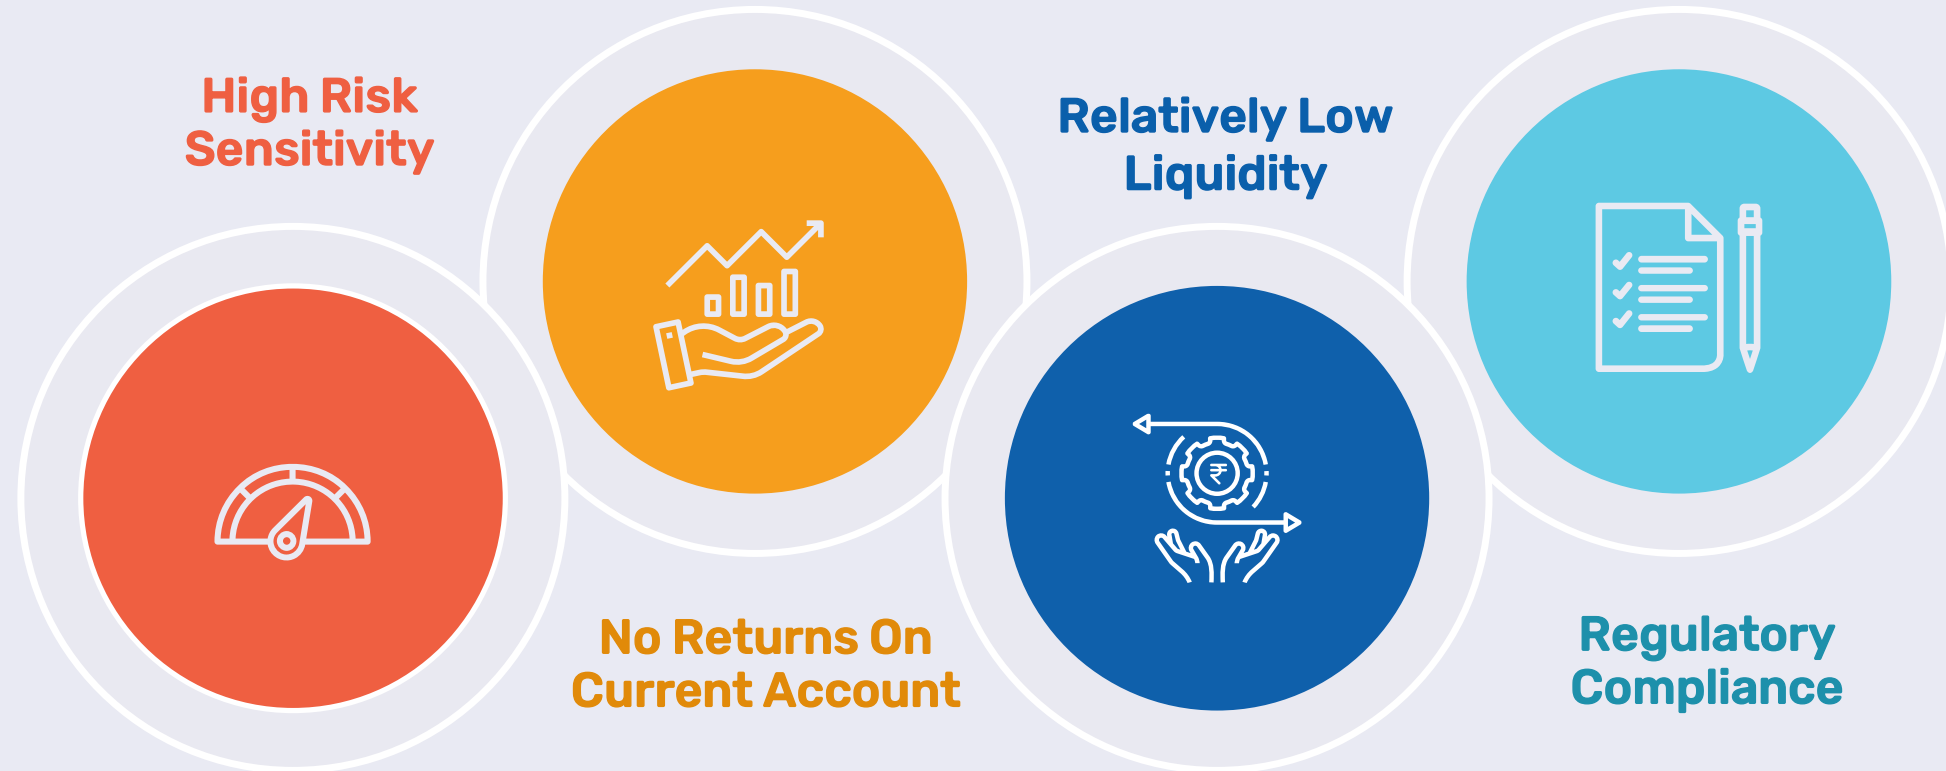 High Risk
Sensitivity
No Returns On
Current Account
Relatively Low
Liquidity
₹
Regulatory
Compliance